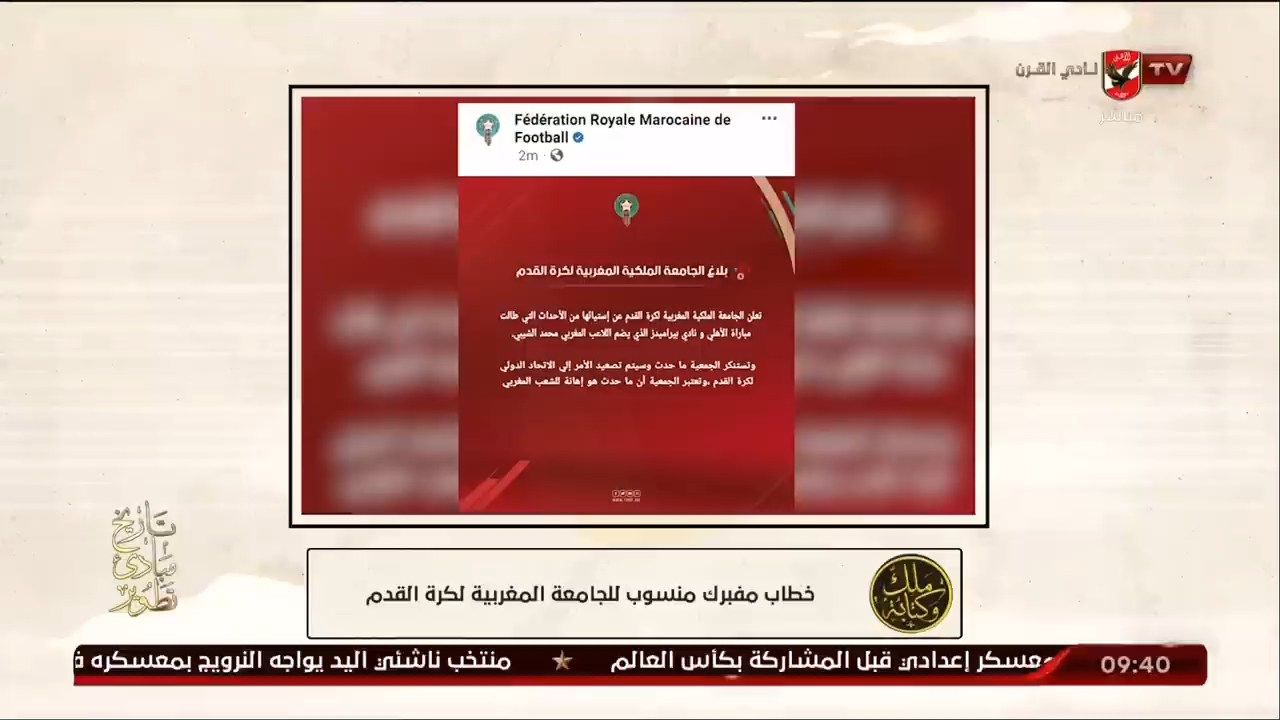 نادي القرن
TV
مباشر
Fédération Royale Marocaine de
Football
2m
بلاغ الجامعة الملكية المغربية لكرة القدم
تعلن الجامعة الملكية المغربية لكرة القدم عن إستيائها من الأحداث التي طالت
مباراة الأهلي و نادي بيراميدز الذي يضم اللاعب المغربي محمد الشيبي.
وتستنكر الجمعية ما حدث وسيتم تصعيد الأمر إلى الاتحاد الدولي
لكرة القدم ،وتعتبر الجمعية أن ما حدث هو إهانة للشعب المغربي
تاريخ
مبادئ
تطوير
خطاب مفبرك منسوب للجامعة المغربية لكرة القدم
ملك
وكتابة
معسكر إعدادي قبل المشاركة بكأس العالم ★ منتخب ناشئي اليد يواجه النرويج بمعسكره ف
09:40